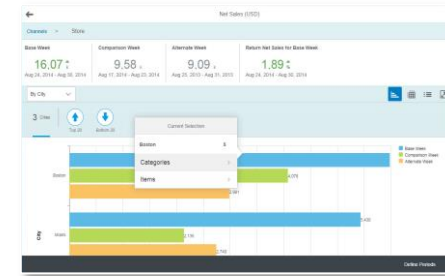 Net Sales (USD)
Channels > Store
Base Week
Comparison Week
Alternate Week
Return Net Sales for Base Week
16.07
9.58
9.09
1.89
Aug 24, 2014 - Aug 30, 2014
Aug 17, 2014 - Aug 23, 2014
Aug 25, 2013 - Aug 31, 2013
Aug 24, 2014 - Aug 30, 2014
By City
3 Cities
Top 20
Bottom 20
Current Selection
Boston
Categories
Items
Base Week
Comparison Week
Alternate Week
Boston
City
Define Periods